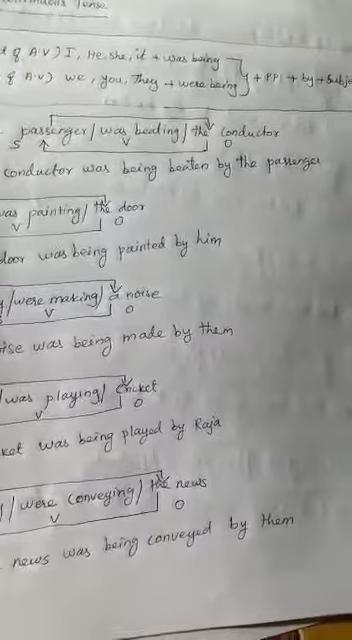 Tense
of A.V) I, He, she, it + was being
of A.V) we, you, They + were being } + PPI + by + Subje
passenger / was beating / the conductor
S V O
conductor was being beaten by the passenger
was painting / the door
V O
door was being painted by him
/ were making / a noise
V O
ise was being made by them
/ was playing / cricket
V O
ket was being played by Raja
/ were conveying / the news
V O
news was being conveyed by them